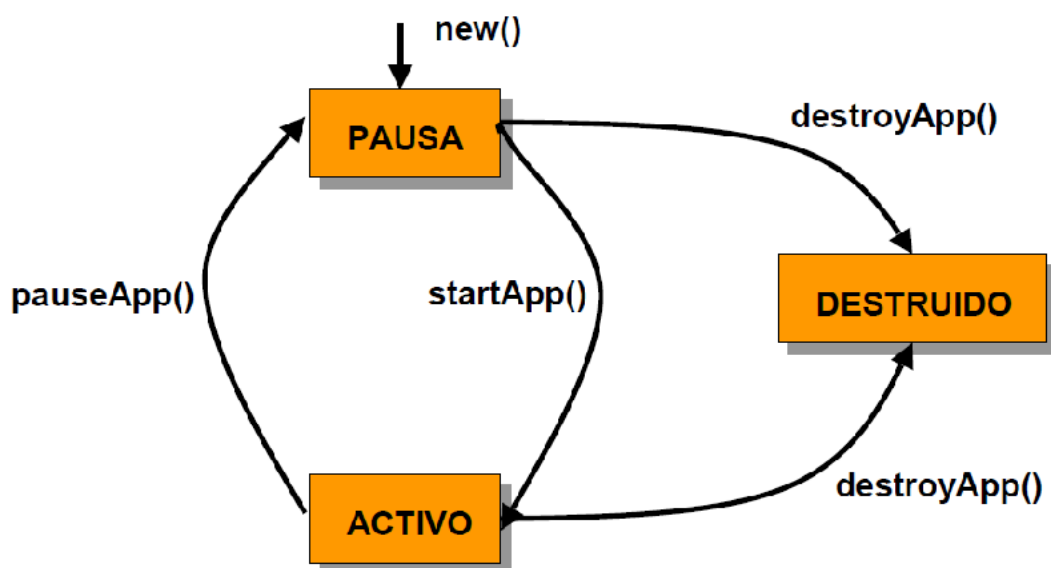 new()
PAUSA
destroyApp()
pauseApp()
startApp()
DESTRUIDO
ACTIVO
destroyApp()